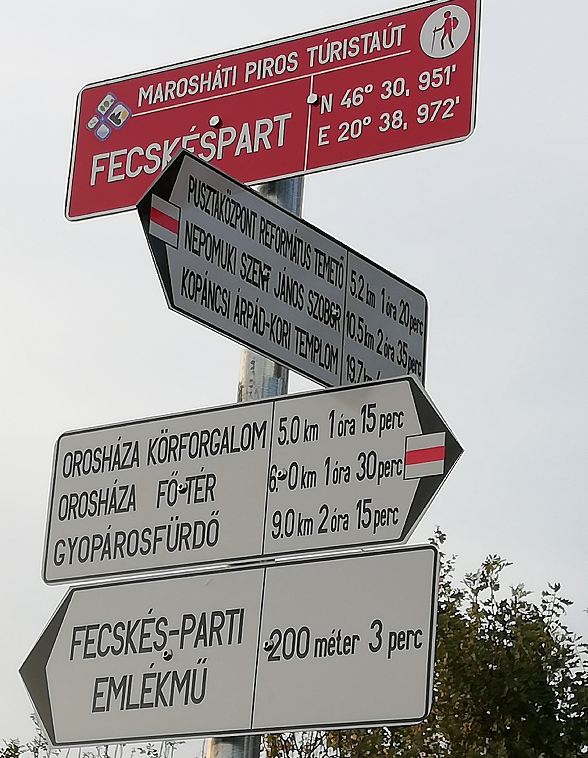 MAROSHÁTI PIROS TÚRISTAÚT
FECSKÉSPART
N 46° 30, 951'
E 20° 38, 972'
PUSZTAKÖZPONT REFORMÁTUS TEMETŐ 5.2 km 1 óra 20 perc
NEPOMUKI SZENT JÁNOS SZOBOR 10.5 km 2 óra 35 perc
KOPÁNCSI ÁRPÁD-KORI TEMPLOM 19.7 km
OROSHÁZA KÖRFORGALOM 5.0 km 1 óra 15 perc
OROSHÁZA FŐ TÉR 6.0 km 1 óra 30 perc
GYOPÁROSFÜRDŐ 9.0 km 2 óra 15 perc
FECSKÉS-PARTI
EMLÉKMŰ
200 méter 3 perc